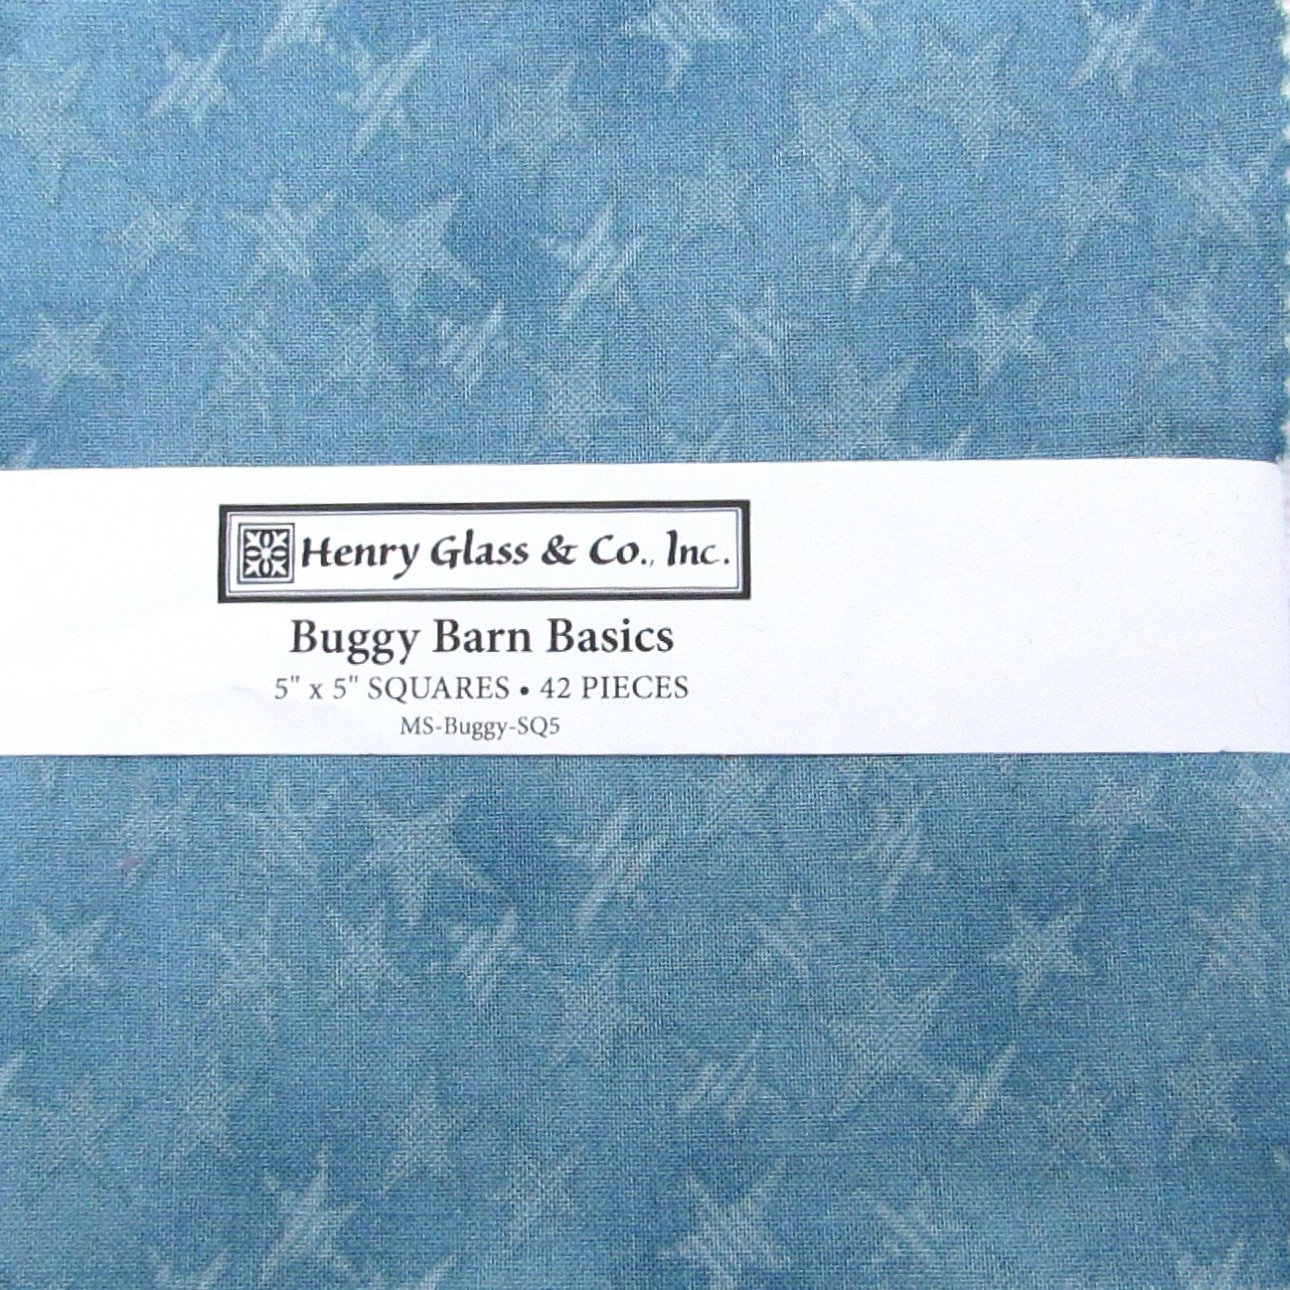 Henry Glass & Co., Inc.
Buggy Barn Basics
5" x 5" SQUARES • 42 PIECES
MS-Buggy-SQ5